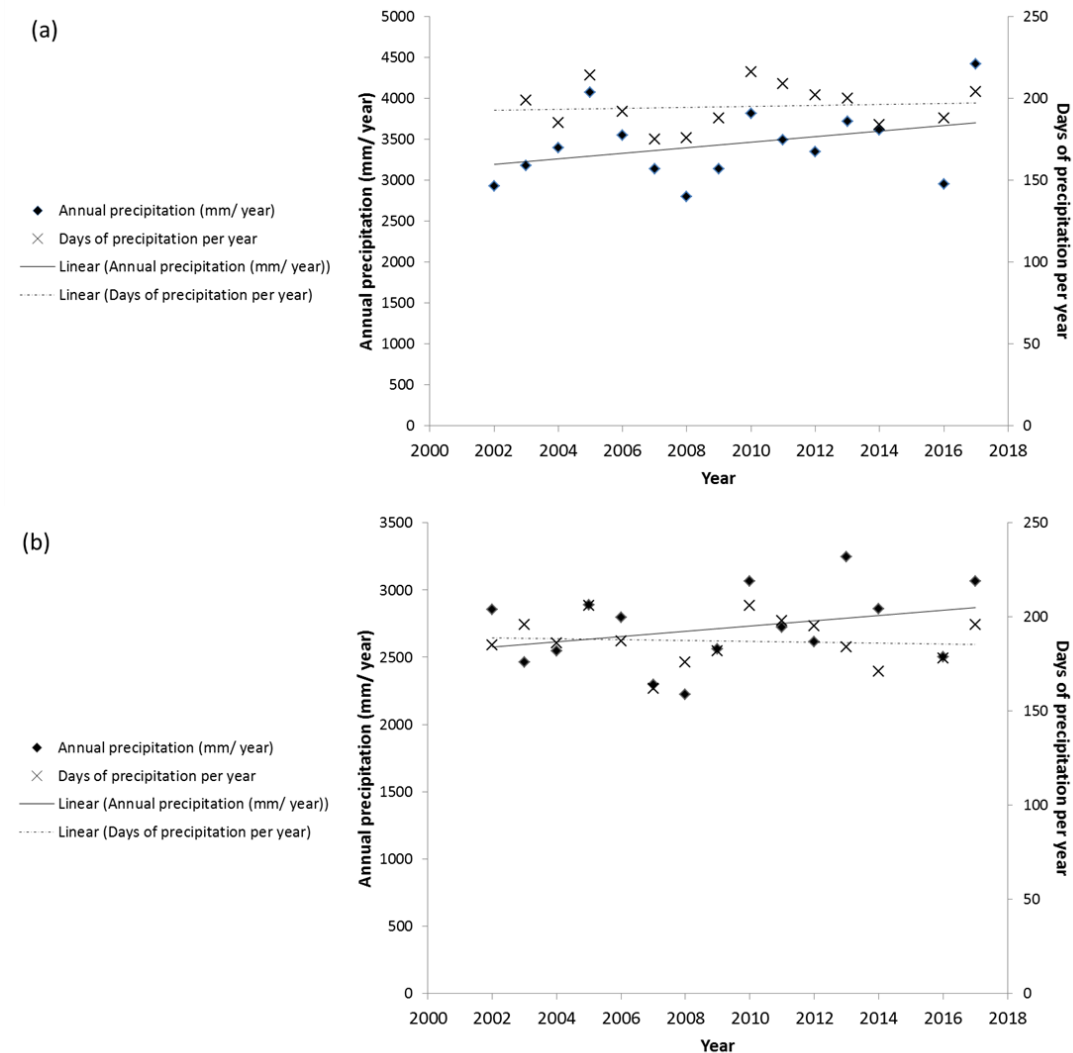 (a)
5000
4500
4000
3500
3000
2500
2000
1500
1000
500
0
Annual precipitation (mm/ year)
250
200
150
100
50
0
Days of precipitation per year
2000 2002 2004 2006 2008 2010 2012 2014 2016 2018
Year
Annual precipitation (mm/ year)
Days of precipitation per year
Linear (Annual precipitation (mm/ year))
Linear (Days of precipitation per year)
(b)
3500
3000
2500
2000
1500
1000
500
0
Annual precipitation (mm/ year)
250
200
150
100
50
0
Days of precipitation per year
2000 2002 2004 2006 2008 2010 2012 2014 2016 2018
Year
Annual precipitation (mm/ year)
Days of precipitation per year
Linear (Annual precipitation (mm/ year))
Linear (Days of precipitation per year)